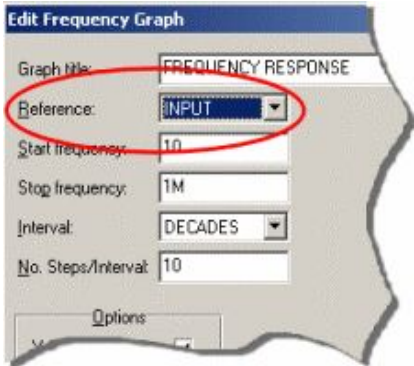 Edit Frequency Graph
Graph title: FREQUENCY RESPONSE
Reference: INPUT
Start frequency: 10
Stop frequency: 1M
Interval: DECADES
No. Steps/Interval: 10
Options